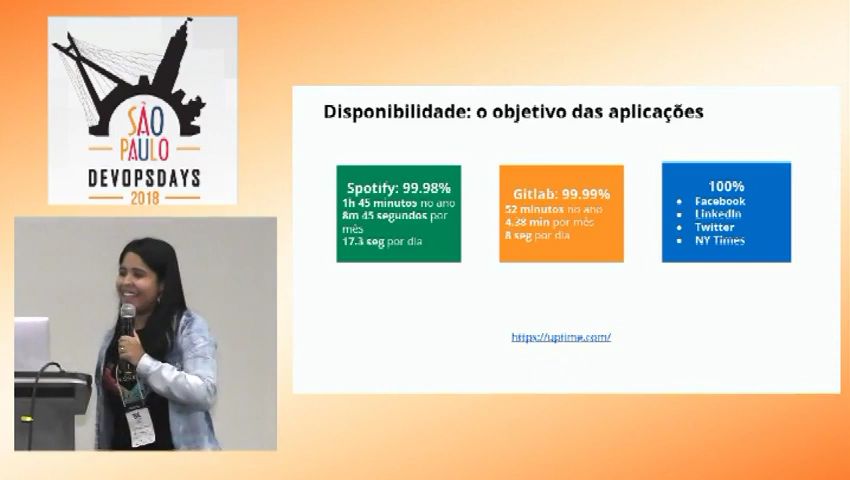 SÃO
PAULO
DEVOPSDAYS
2018
Disponibilidade: o objetivo das aplicações
Spotify: 99.98%
1h 45 minutos no ano
8m 45 segundos por
mês
17.3 seg por dia
Gitlab: 99.99%
52 minutos no ano
4.38 min por mês
8 seg por dia
100%
Facebook
LinkedIn
Twitter
NY Times
https://uptime.com/